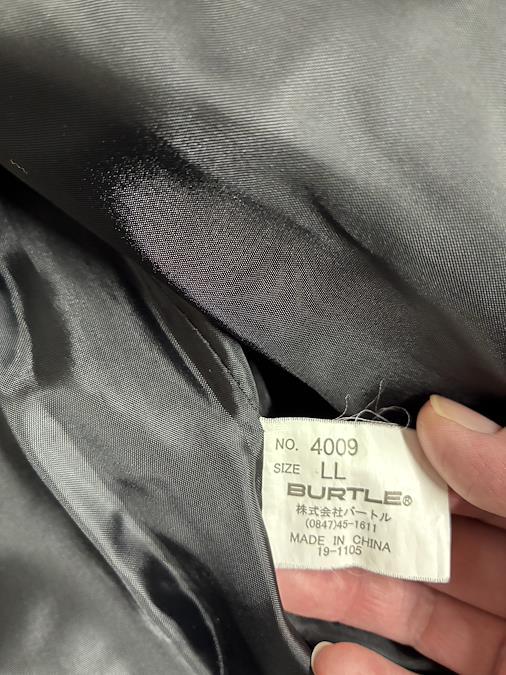 NO. 4009
SIZE LL
BURTLE®
株式会社バートル
(0847)45-1611
MADE IN CHINA
19-1105